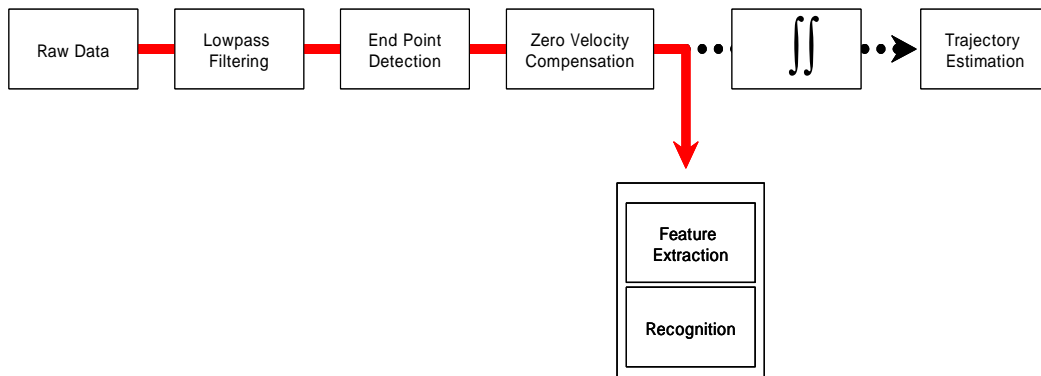 Raw Data
Lowpass
Filtering
End Point
Detection
Zero Velocity
Compensation
∫∫
Trajectory
Estimation
Feature
Extraction
Recognition